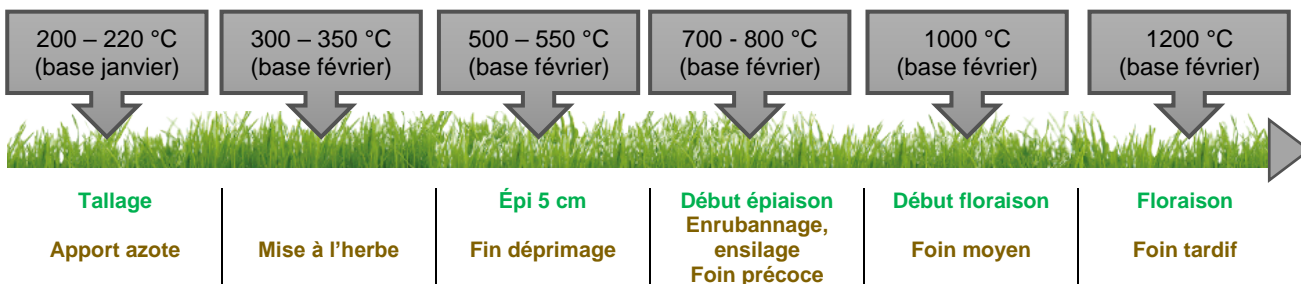 200 – 220 °C
(base janvier)
300 – 350 °C
(base février)
500 – 550 °C
(base février)
700 - 800 °C
(base février)
1000 °C
(base février)
1200 °C
(base février)
Tallage
Apport azote
Mise à l’herbe
Épi 5 cm
Fin déprimage
Début épiaison
Enrubannage,
ensilage
Foin précoce
Début floraison
Foin moyen
Floraison
Foin tardif